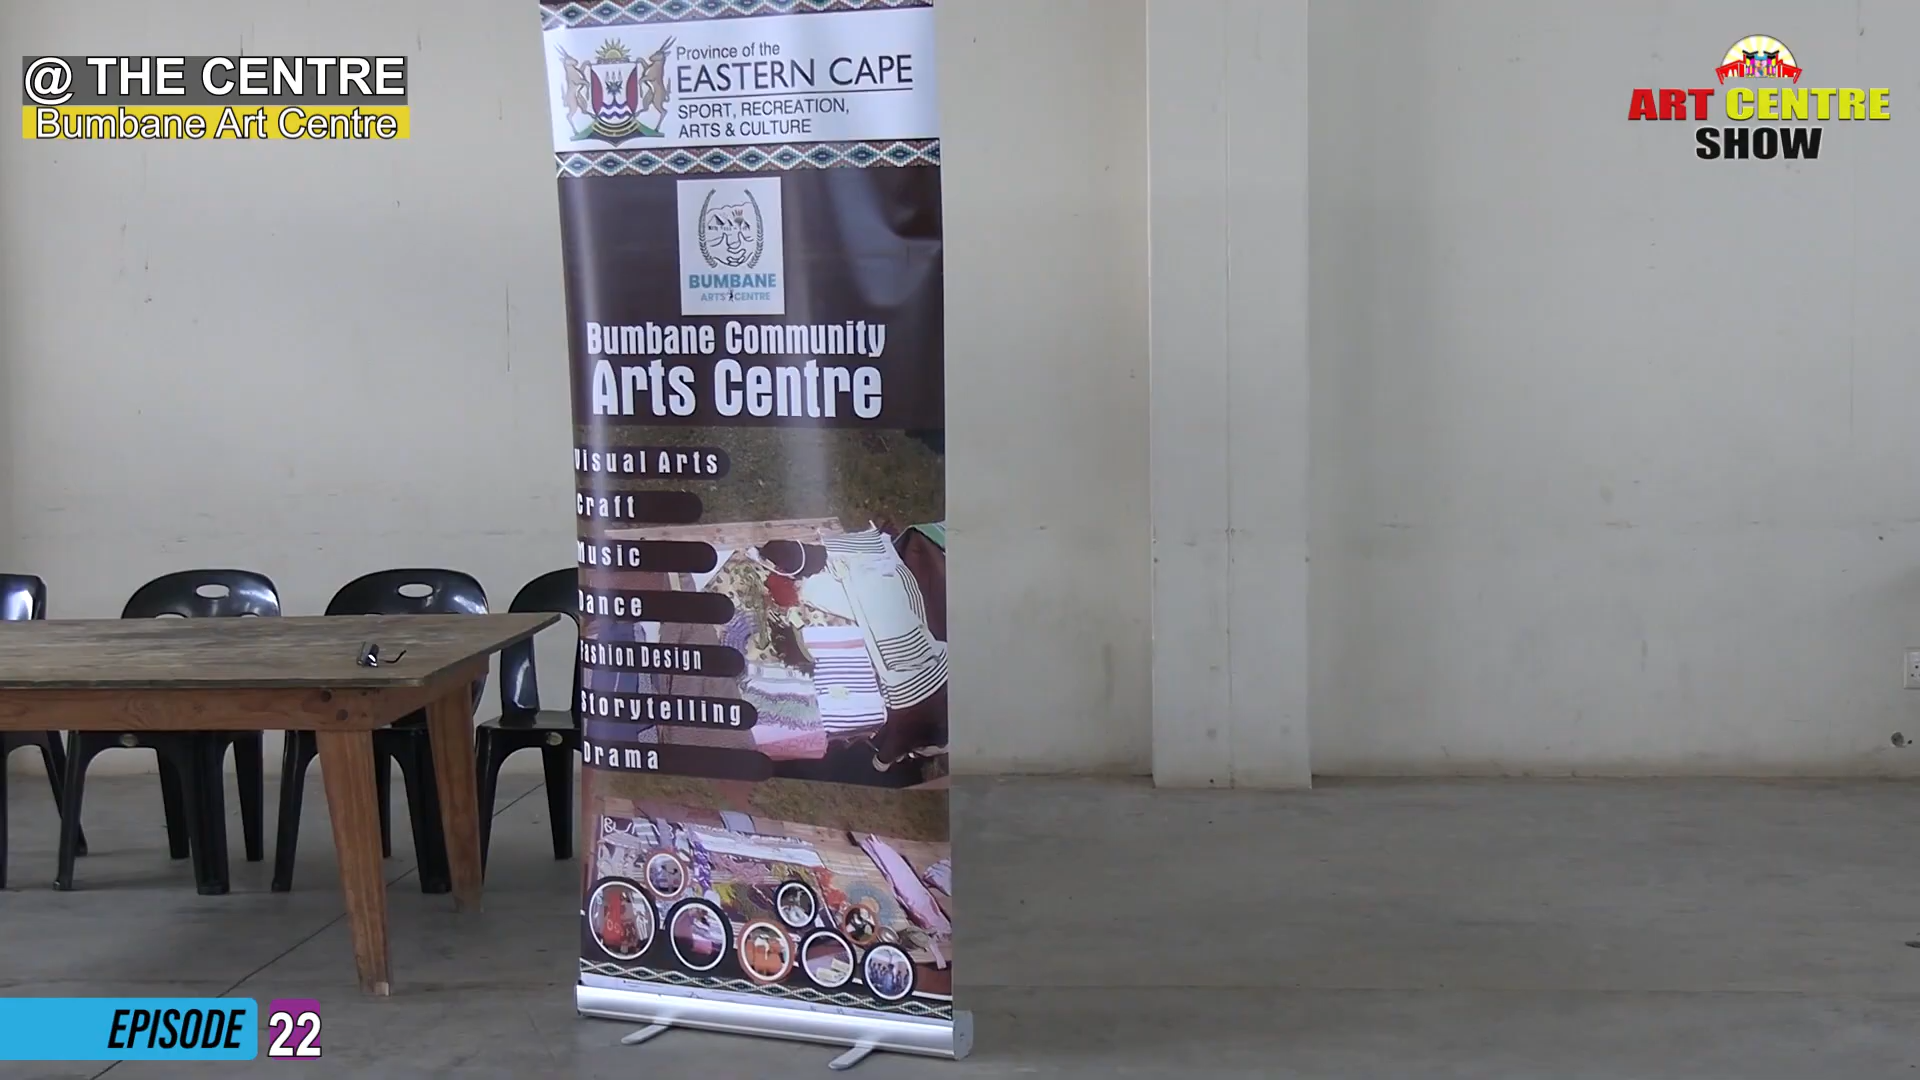 @ THE CENTRE
Bumbane Art Centre
ART CENTRE
SHOW
Province of the
EASTERN CAPE
SPORT, RECREATION,
ARTS & CULTURE
BUMBANE
ARTS CENTRE
Bumbane Community
Arts Centre
Visual Arts
Craft
Music
Dance
Fashion Design
Storytelling
Drama
EPISODE 22